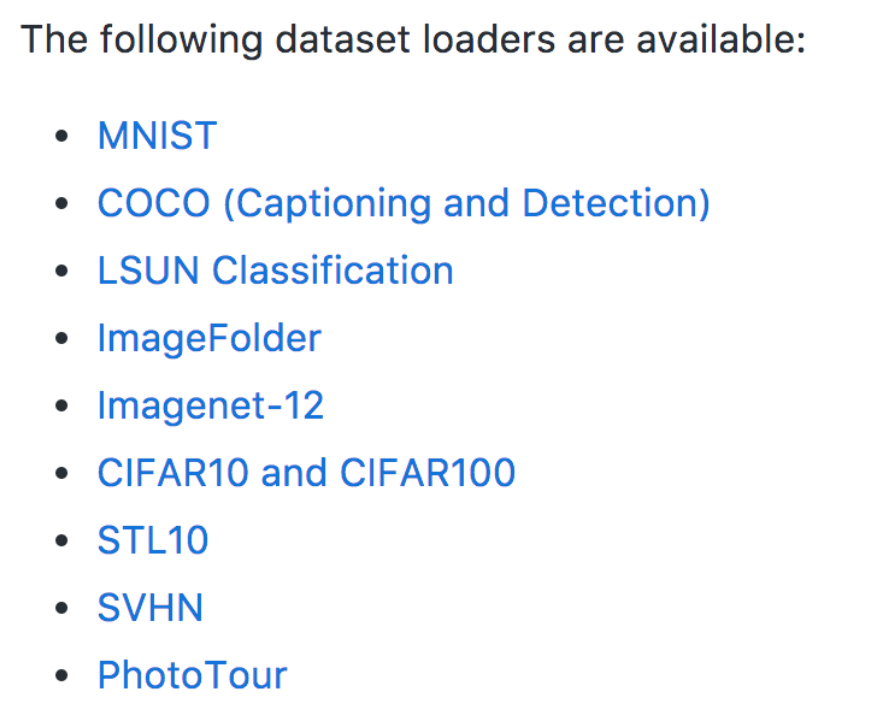 The following dataset loaders are available:
• MNIST
• COCO (Captioning and Detection)
• LSUN Classification
• ImageFolder
• Imagenet-12
• CIFAR10 and CIFAR100
• STL10
• SVHN
• PhotoTour